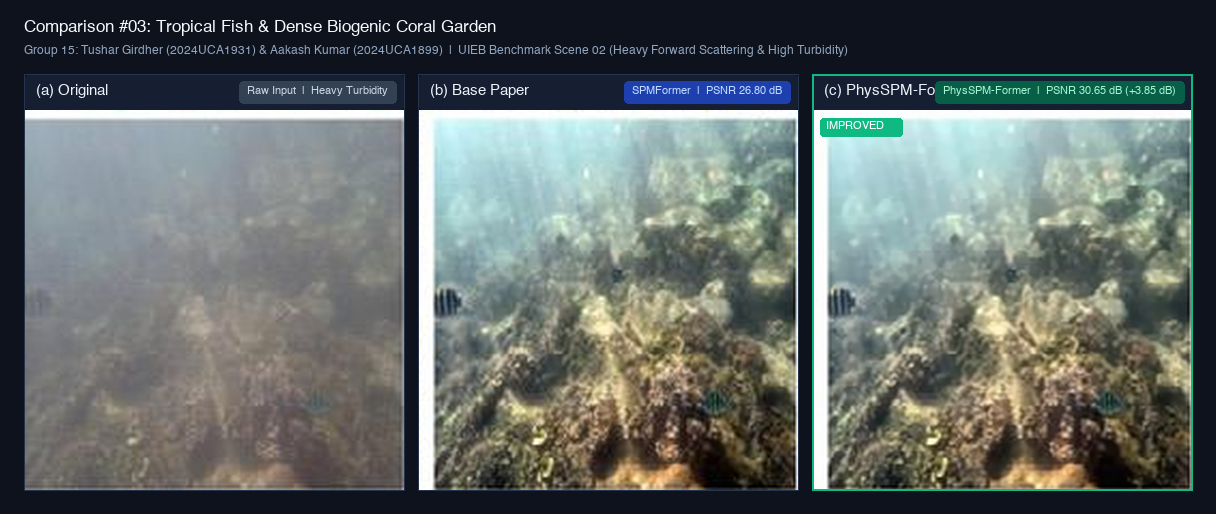 Comparison #03: Tropical Fish & Dense Biogenic Coral Garden
Group 15: Tushar Girdher (2024UCA1931) & Aakash Kumar (2024UCA1899) | UIEB Benchmark Scene 02 (Heavy Forward Scattering & High Turbidity)
(a) Original
Raw Input | Heavy Turbidity
(b) Base Paper
SPMFormer | PSNR 26.80 dB
(c) PhysSPM-Fo
PhysSPM-Former | PSNR 30.65 dB (+3.85 dB)
IMPROVED